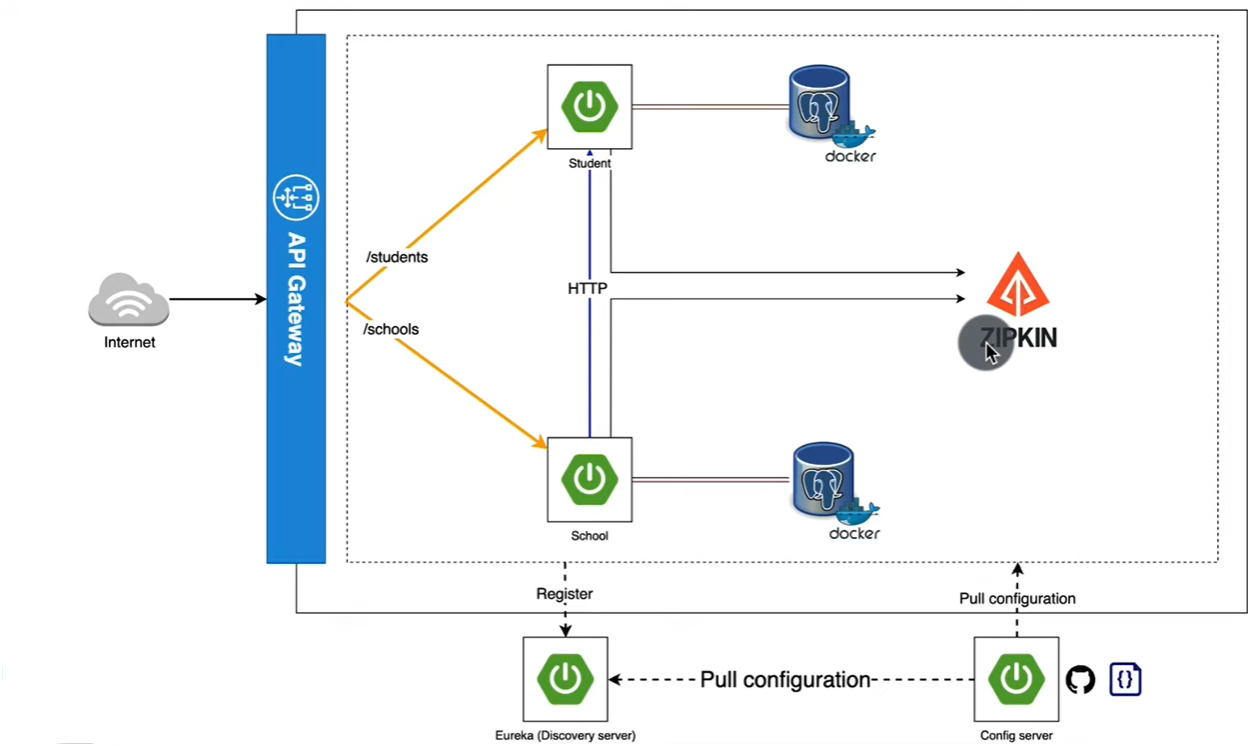 Internet
API Gateway
/students
/schools
Student
docker
HTTP
ZIPKIN
School
docker
Register
Pull configuration
Pull configuration
{}
Eureka (Discovery server)
Config server